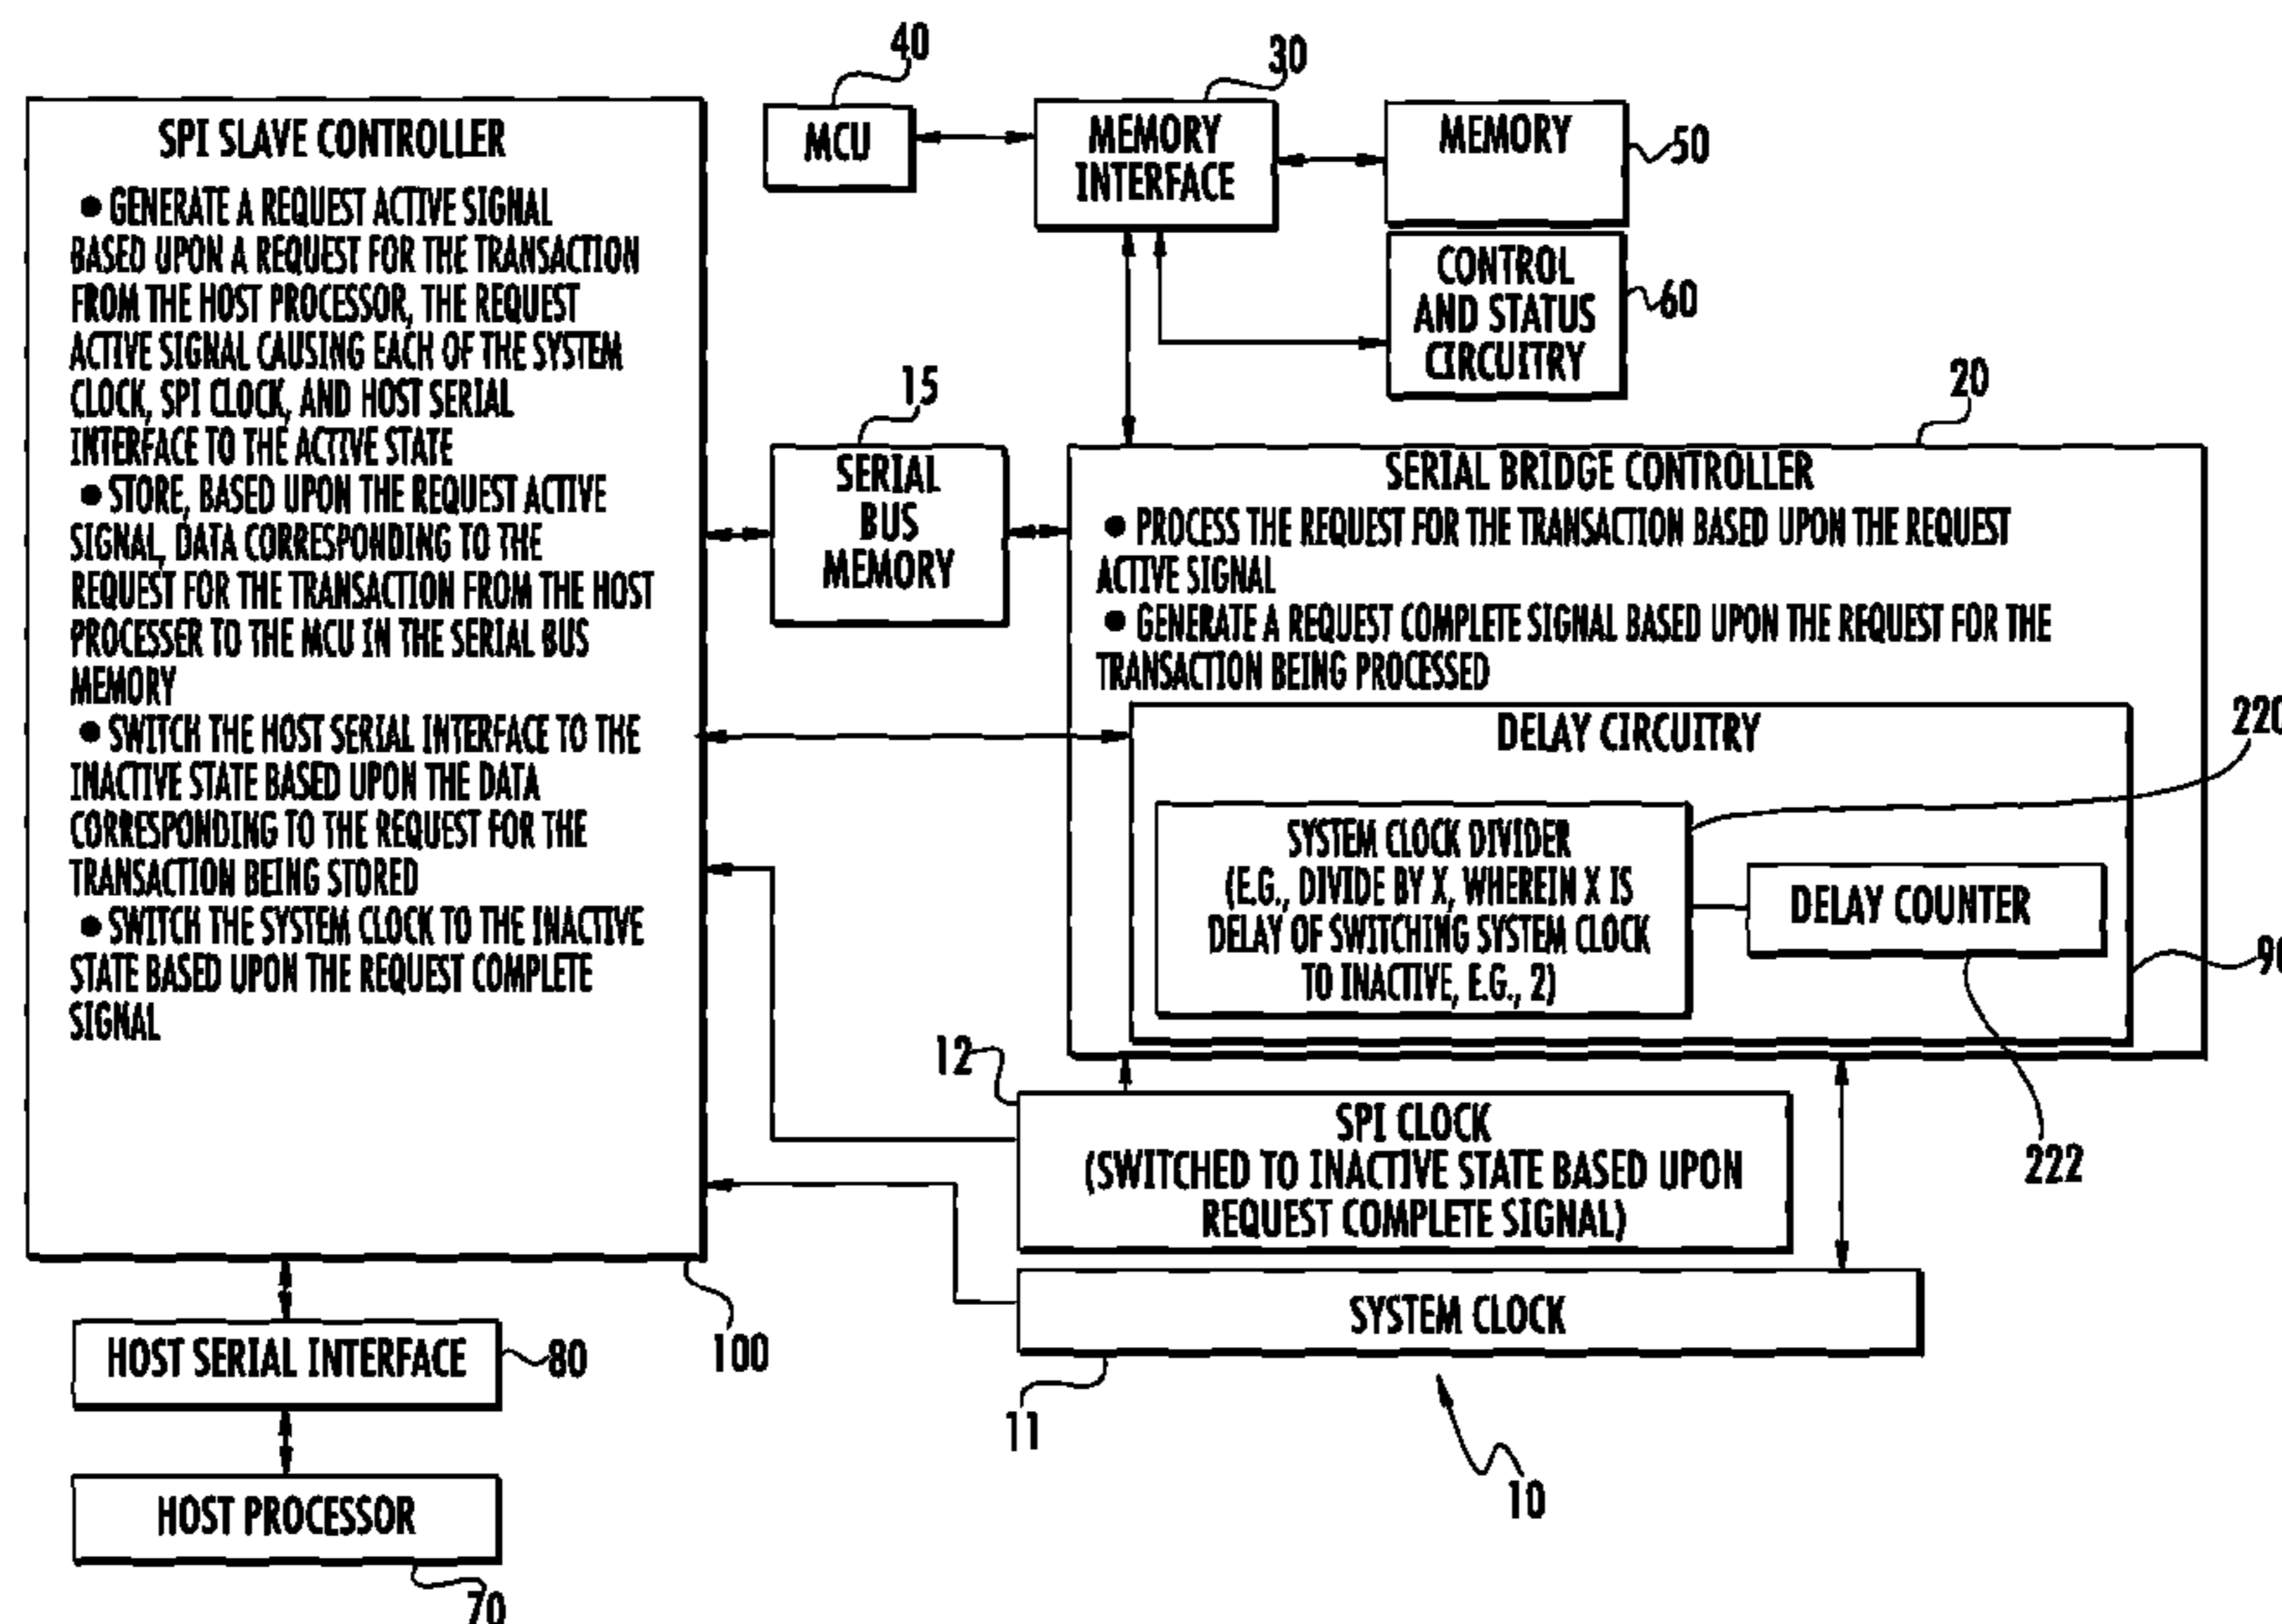 SPI SLAVE CONTROLLER
● GENERATE A REQUEST ACTIVE SIGNAL
BASED UPON A REQUEST FOR THE TRANSACTION
FROM THE HOST PROCESSOR, THE REQUEST
ACTIVE SIGNAL CAUSING EACH OF THE SYSTEM
CLOCK, SPI CLOCK, AND HOST SERIAL
INTERFACE TO THE ACTIVE STATE
● STORE, BASED UPON THE REQUEST ACTIVE
SIGNAL, DATA CORRESPONDING TO THE
REQUEST FOR THE TRANSACTION FROM THE HOST
PROCESSER TO THE MCU IN THE SERIAL BUS
MEMORY
● SWITCH THE HOST SERIAL INTERFACE TO THE
INACTIVE STATE BASED UPON THE DATA
CORRESPONDING TO THE REQUEST FOR THE
TRANSACTION BEING STORED
● SWITCH THE SYSTEM CLOCK TO THE INACTIVE
STATE BASED UPON THE REQUEST COMPLETE
SIGNAL
100
HOST SERIAL INTERFACE
80
HOST PROCESSOR
70
40
MCU
30
MEMORY
INTERFACE
MEMORY
50
CONTROL
AND STATUS
CIRCUITRY
60
15
SERIAL
BUS
MEMORY
20
SERIAL BRIDGE CONTROLLER
● PROCESS THE REQUEST FOR THE TRANSACTION BASED UPON THE REQUEST
ACTIVE SIGNAL
● GENERATE A REQUEST COMPLETE SIGNAL BASED UPON THE REQUEST FOR THE
TRANSACTION BEING PROCESSED
DELAY CIRCUITRY
220
SYSTEM CLOCK DIVIDER
(E.G., DIVIDE BY X, WHEREIN X IS
DELAY OF SWITCHING SYSTEM CLOCK
TO INACTIVE, E.G., 2)
DELAY COUNTER
90
222
12
SPI CLOCK
(SWITCHED TO INACTIVE STATE BASED UPON
REQUEST COMPLETE SIGNAL)
SYSTEM CLOCK
11
10